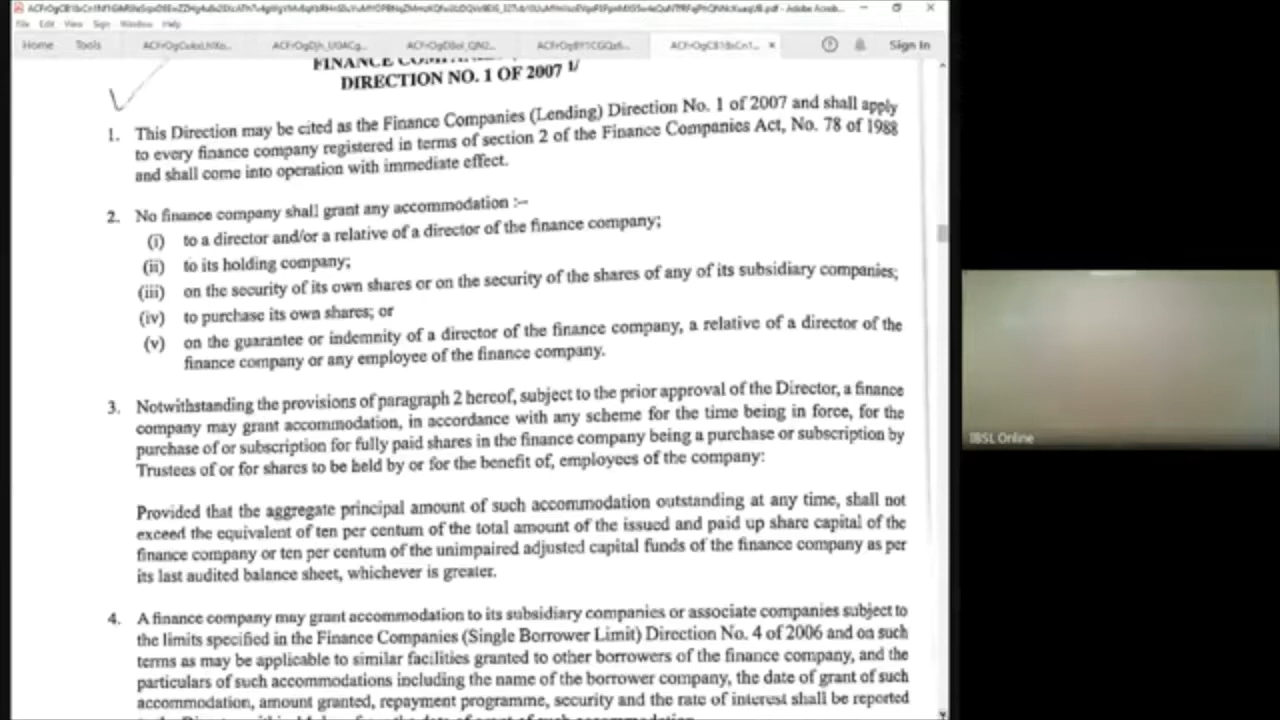 File Edit View Sign Window Help
Home Tools Sign In
DIRECTION NO. 1 OF 2007 1/
1. This Direction may be cited as the Finance Companies (Lending) Direction No. 1 of 2007 and shall apply
to every finance company registered in terms of section 2 of the Finance Companies Act, No. 78 of 1988
and shall come into operation with immediate effect.
2. No finance company shall grant any accommodation :–
(i) to a director and/or a relative of a director of the finance company;
(ii) to its holding company;
(iii) on the security of its own shares or on the security of the shares of any of its subsidiary companies;
(iv) to purchase its own shares; or
(v) on the guarantee or indemnity of a director of the finance company, a relative of a director of the
finance company or any employee of the finance company.
3. Notwithstanding the provisions of paragraph 2 hereof, subject to the prior approval of the Director, a finance
company may grant accommodation, in accordance with any scheme for the time being in force, for the
purchase of or subscription for fully paid shares in the finance company being a purchase or subscription by
Trustees of or for shares to be held by or for the benefit of, employees of the company:
Provided that the aggregate principal amount of such accommodation outstanding at any time, shall not
exceed the equivalent of ten per centum of the total amount of the issued and paid up share capital of the
finance company or ten per centum of the unimpaired adjusted capital funds of the finance company as per
its last audited balance sheet, whichever is greater.
4. A finance company may grant accommodation to its subsidiary companies or associate companies subject to
the limits specified in the Finance Companies (Single Borrower Limit) Direction No. 4 of 2006 and on such
terms as may be applicable to similar facilities granted to other borrowers of the finance company, and the
particulars of such accommodations including the name of the borrower company, the date of grant of such
accommodation, amount granted, repayment programme, security and the rate of interest shall be reported
IBSL Online